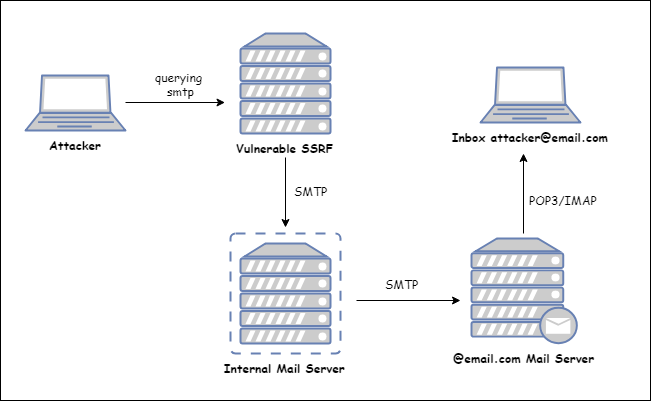 querying
smtp
Attacker
Vulnerable SSRF
Inbox attacker@email.com
SMTP
POP3/IMAP
SMTP
Internal Mail Server
@email.com Mail Server